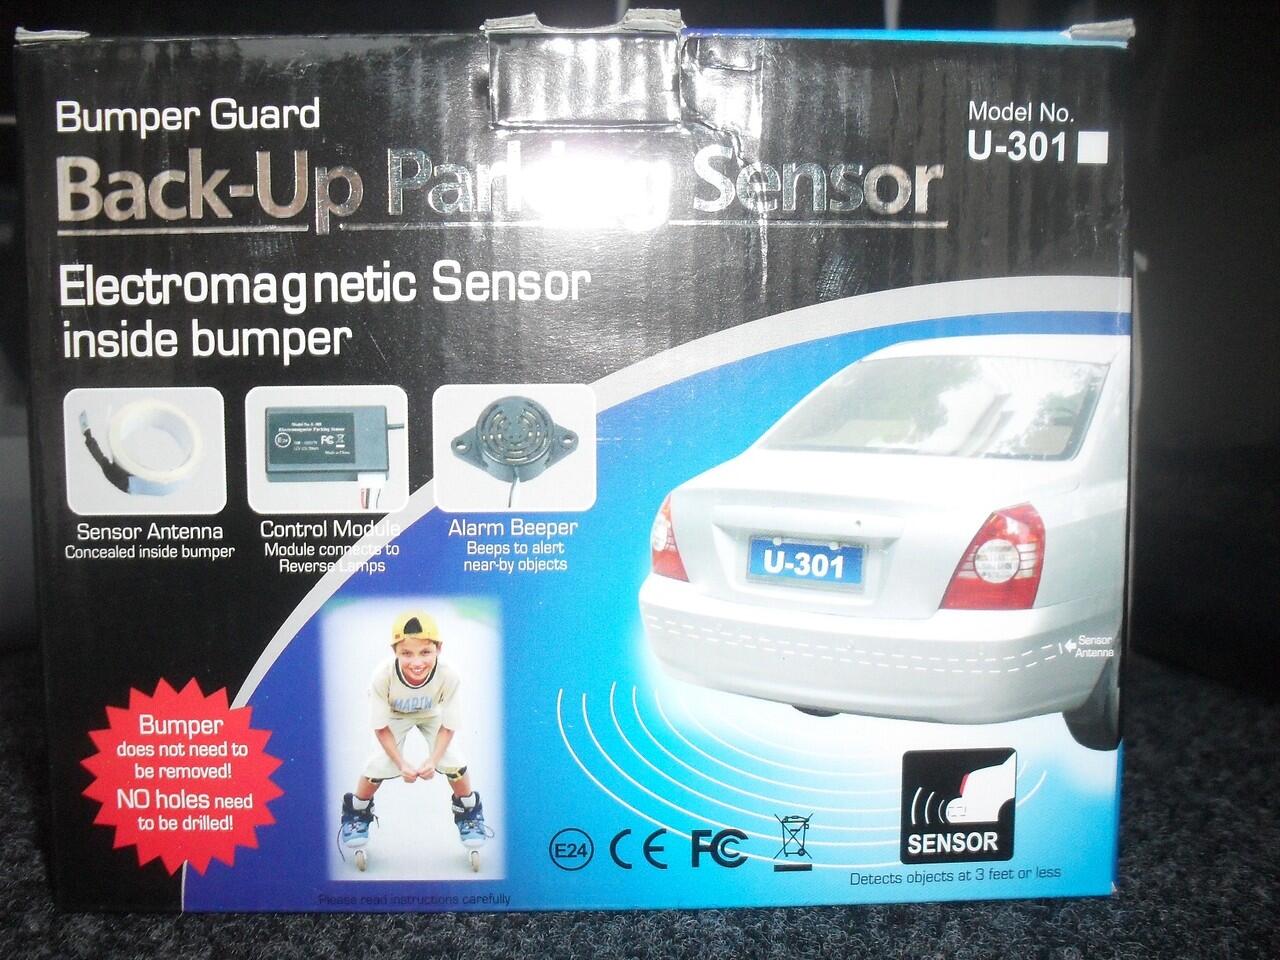 Bumper Guard
Back-Up Parking Sensor
Model No.
U-301
Electromagnetic Sensor
inside bumper
E24
FC
Sensor Antenna
Concealed inside bumper
Control Module
Module connects to
Reverse Lamps
Alarm Beeper
Beeps to alert
near-by objects
U-301
Sensor
Antenna
Bumper
does not need to
be removed!
NO holes need
to be drilled!
E24
CE
FC
SENSOR
Detects objects at 3 feet or less
Please read instructions carefully